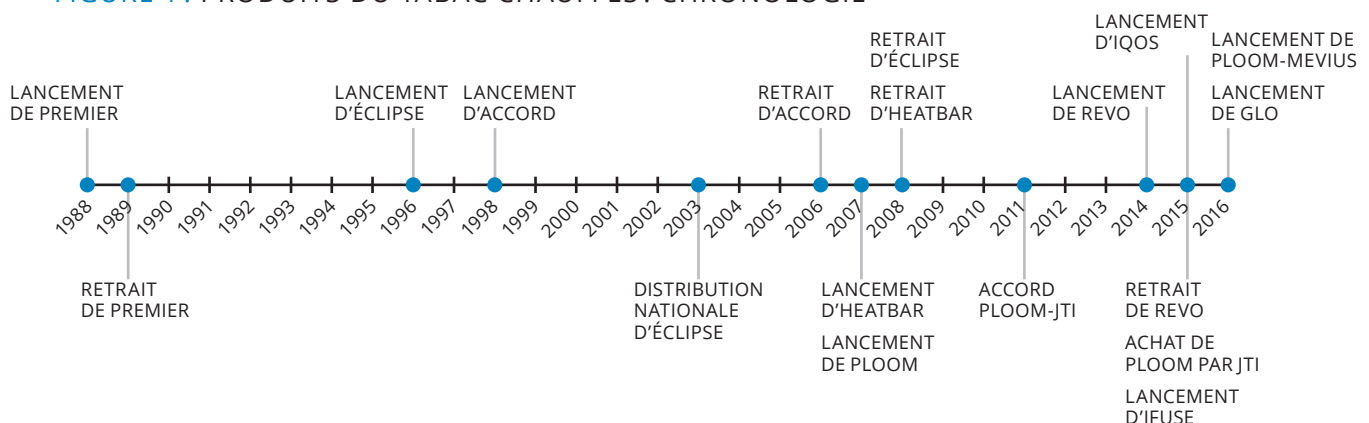 LANCEMENT
D'IQOS
RETRAIT
D'ÉCLIPSE
LANCEMENT DE
PLOOM-MEVIUS
LANCEMENT
DE PREMIER
LANCEMENT
D'ÉCLIPSE
LANCEMENT
D'ACCORD
RETRAIT
D'ACCORD
RETRAIT
D'HEATBAR
LANCEMENT
DE REVO
LANCEMENT
DE GLO
1988
1989
1990
1991
1992
1993
1994
1995
1996
1997
1998
1999
2000
2001
2002
2003
2004
2005
2006
2007
2008
2009
2010
2011
2012
2013
2014
2015
2016
RETRAIT
DE PREMIER
DISTRIBUTION
NATIONALE
D'ÉCLIPSE
LANCEMENT
D'HEATBAR
LANCEMENT
DE PLOOM
ACCORD
PLOOM-JTI
RETRAIT
DE REVO
ACHAT DE
PLOOM PAR JTI
LANCEMENT
D'IFUSE